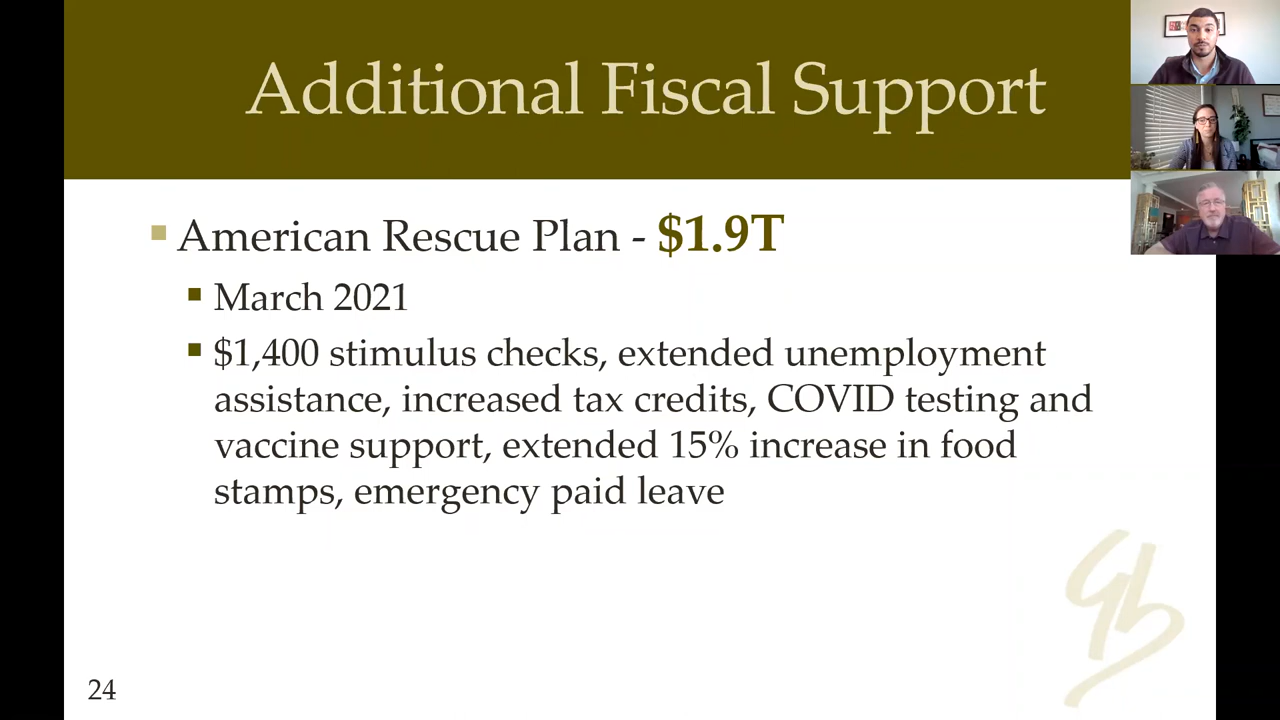 Additional Fiscal Support
▪ American Rescue Plan - $1.9T
▪ March 2021
▪ $1,400 stimulus checks, extended unemployment
assistance, increased tax credits, COVID testing and
vaccine support, extended 15% increase in food
stamps, emergency paid leave
24